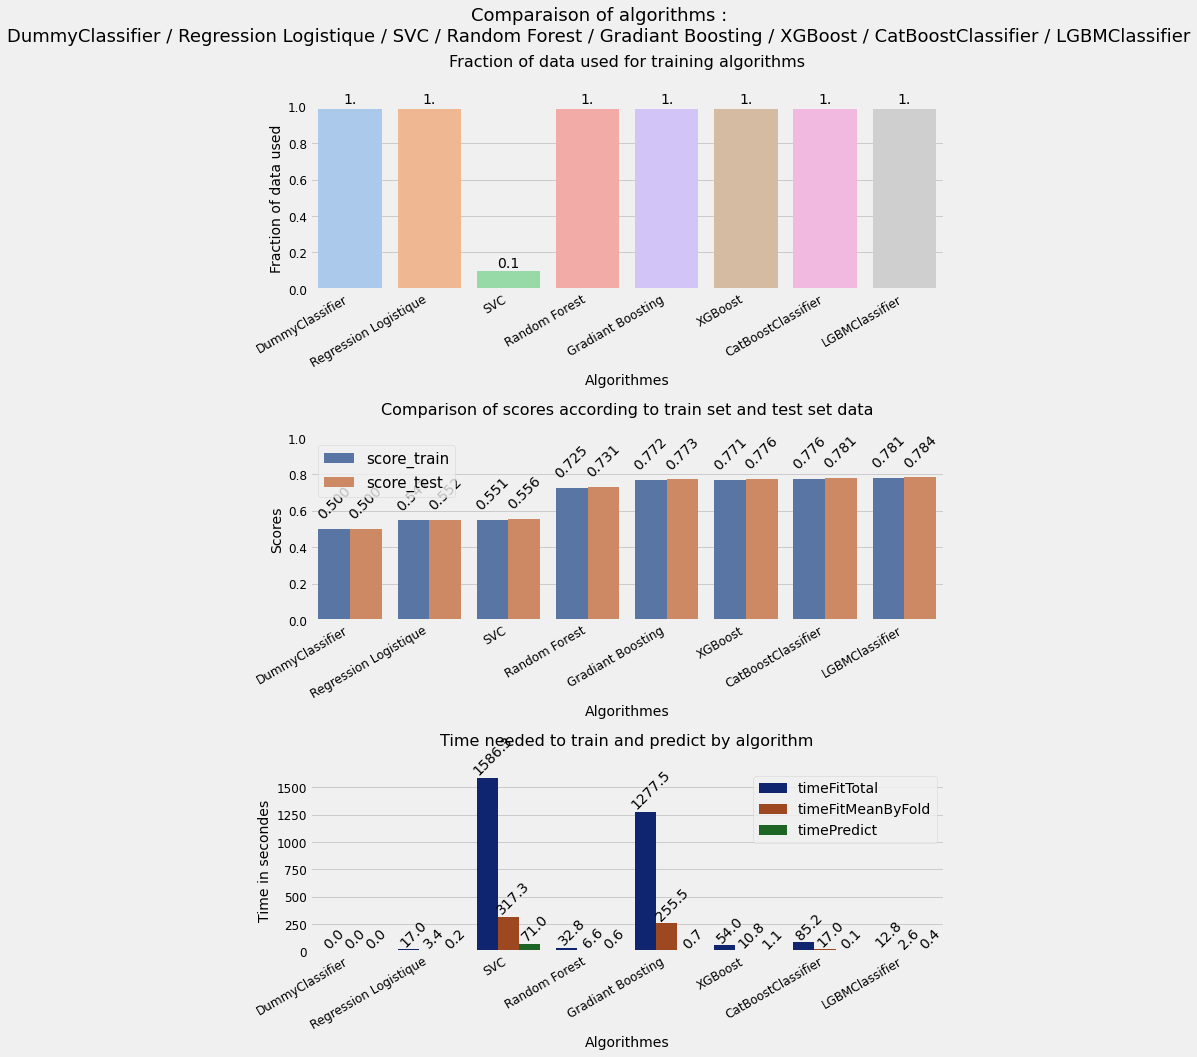 Comparaison of algorithms :
DummyClassifier / Regression Logistique / SVC / Random Forest / Gradiant Boosting / XGBoost / CatBoostClassifier / LGBMClassifier
Fraction of data used for training algorithms
1. 1. 1. 1. 1. 1. 1.
1.0
0.8
0.6
0.4
0.2
0.1
0.0
Fraction of data used
DummyClassifier
Regression Logistique
SVC
Random Forest
Gradiant Boosting
XGBoost
CatBoostClassifier
LGBMClassifier
Algorithmes
Comparison of scores according to train set and test set data
1.0
0.8
0.6
0.4
0.2
0.0
Scores
score_train
score_test
0.500 0.500
0.552
0.551 0.556
0.725 0.731
0.772 0.773
0.771 0.776
0.776 0.781
0.781 0.784
DummyClassifier
Regression Logistique
SVC
Random Forest
Gradiant Boosting
XGBoost
CatBoostClassifier
LGBMClassifier
Algorithmes
Time needed to train and predict by algorithm
1500
1250
1000
750
500
250
0
Time in secondes
timeFitTotal
timeFitMeanByFold
timePredict
0.0 0.0 0.0
17.0 3.4 0.2
317.3 71.0
32.8 6.6 0.6
1277.5 255.5 0.7
54.0 10.8 1.1
85.2 17.0 0.1
12.8 2.6 0.4
DummyClassifier
Regression Logistique
SVC
Random Forest
Gradiant Boosting
XGBoost
CatBoostClassifier
LGBMClassifier
Algorithmes